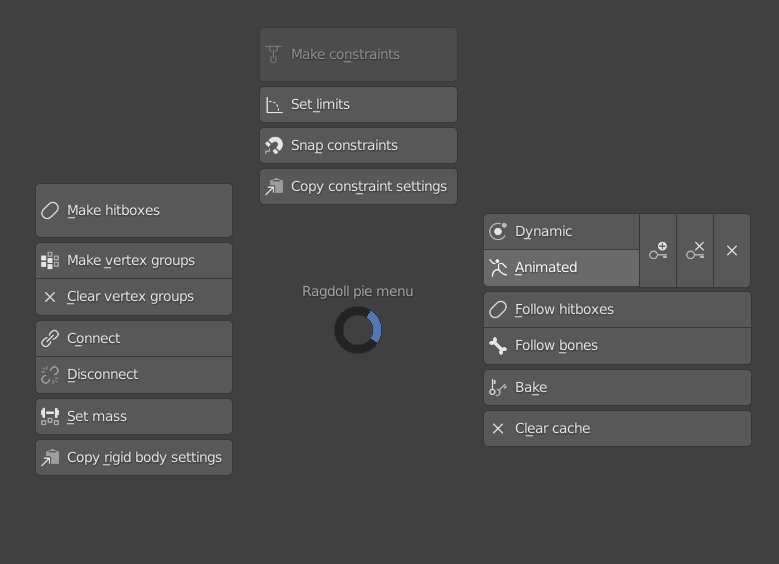 Make constraints
Set limits
Snap constraints
Copy constraint settings
Make hitboxes
Make vertex groups
Clear vertex groups
Connect
Disconnect
Set mass
Copy rigid body settings
Ragdoll pie menu
Dynamic
Animated
Follow hitboxes
Follow bones
Bake
Clear cache